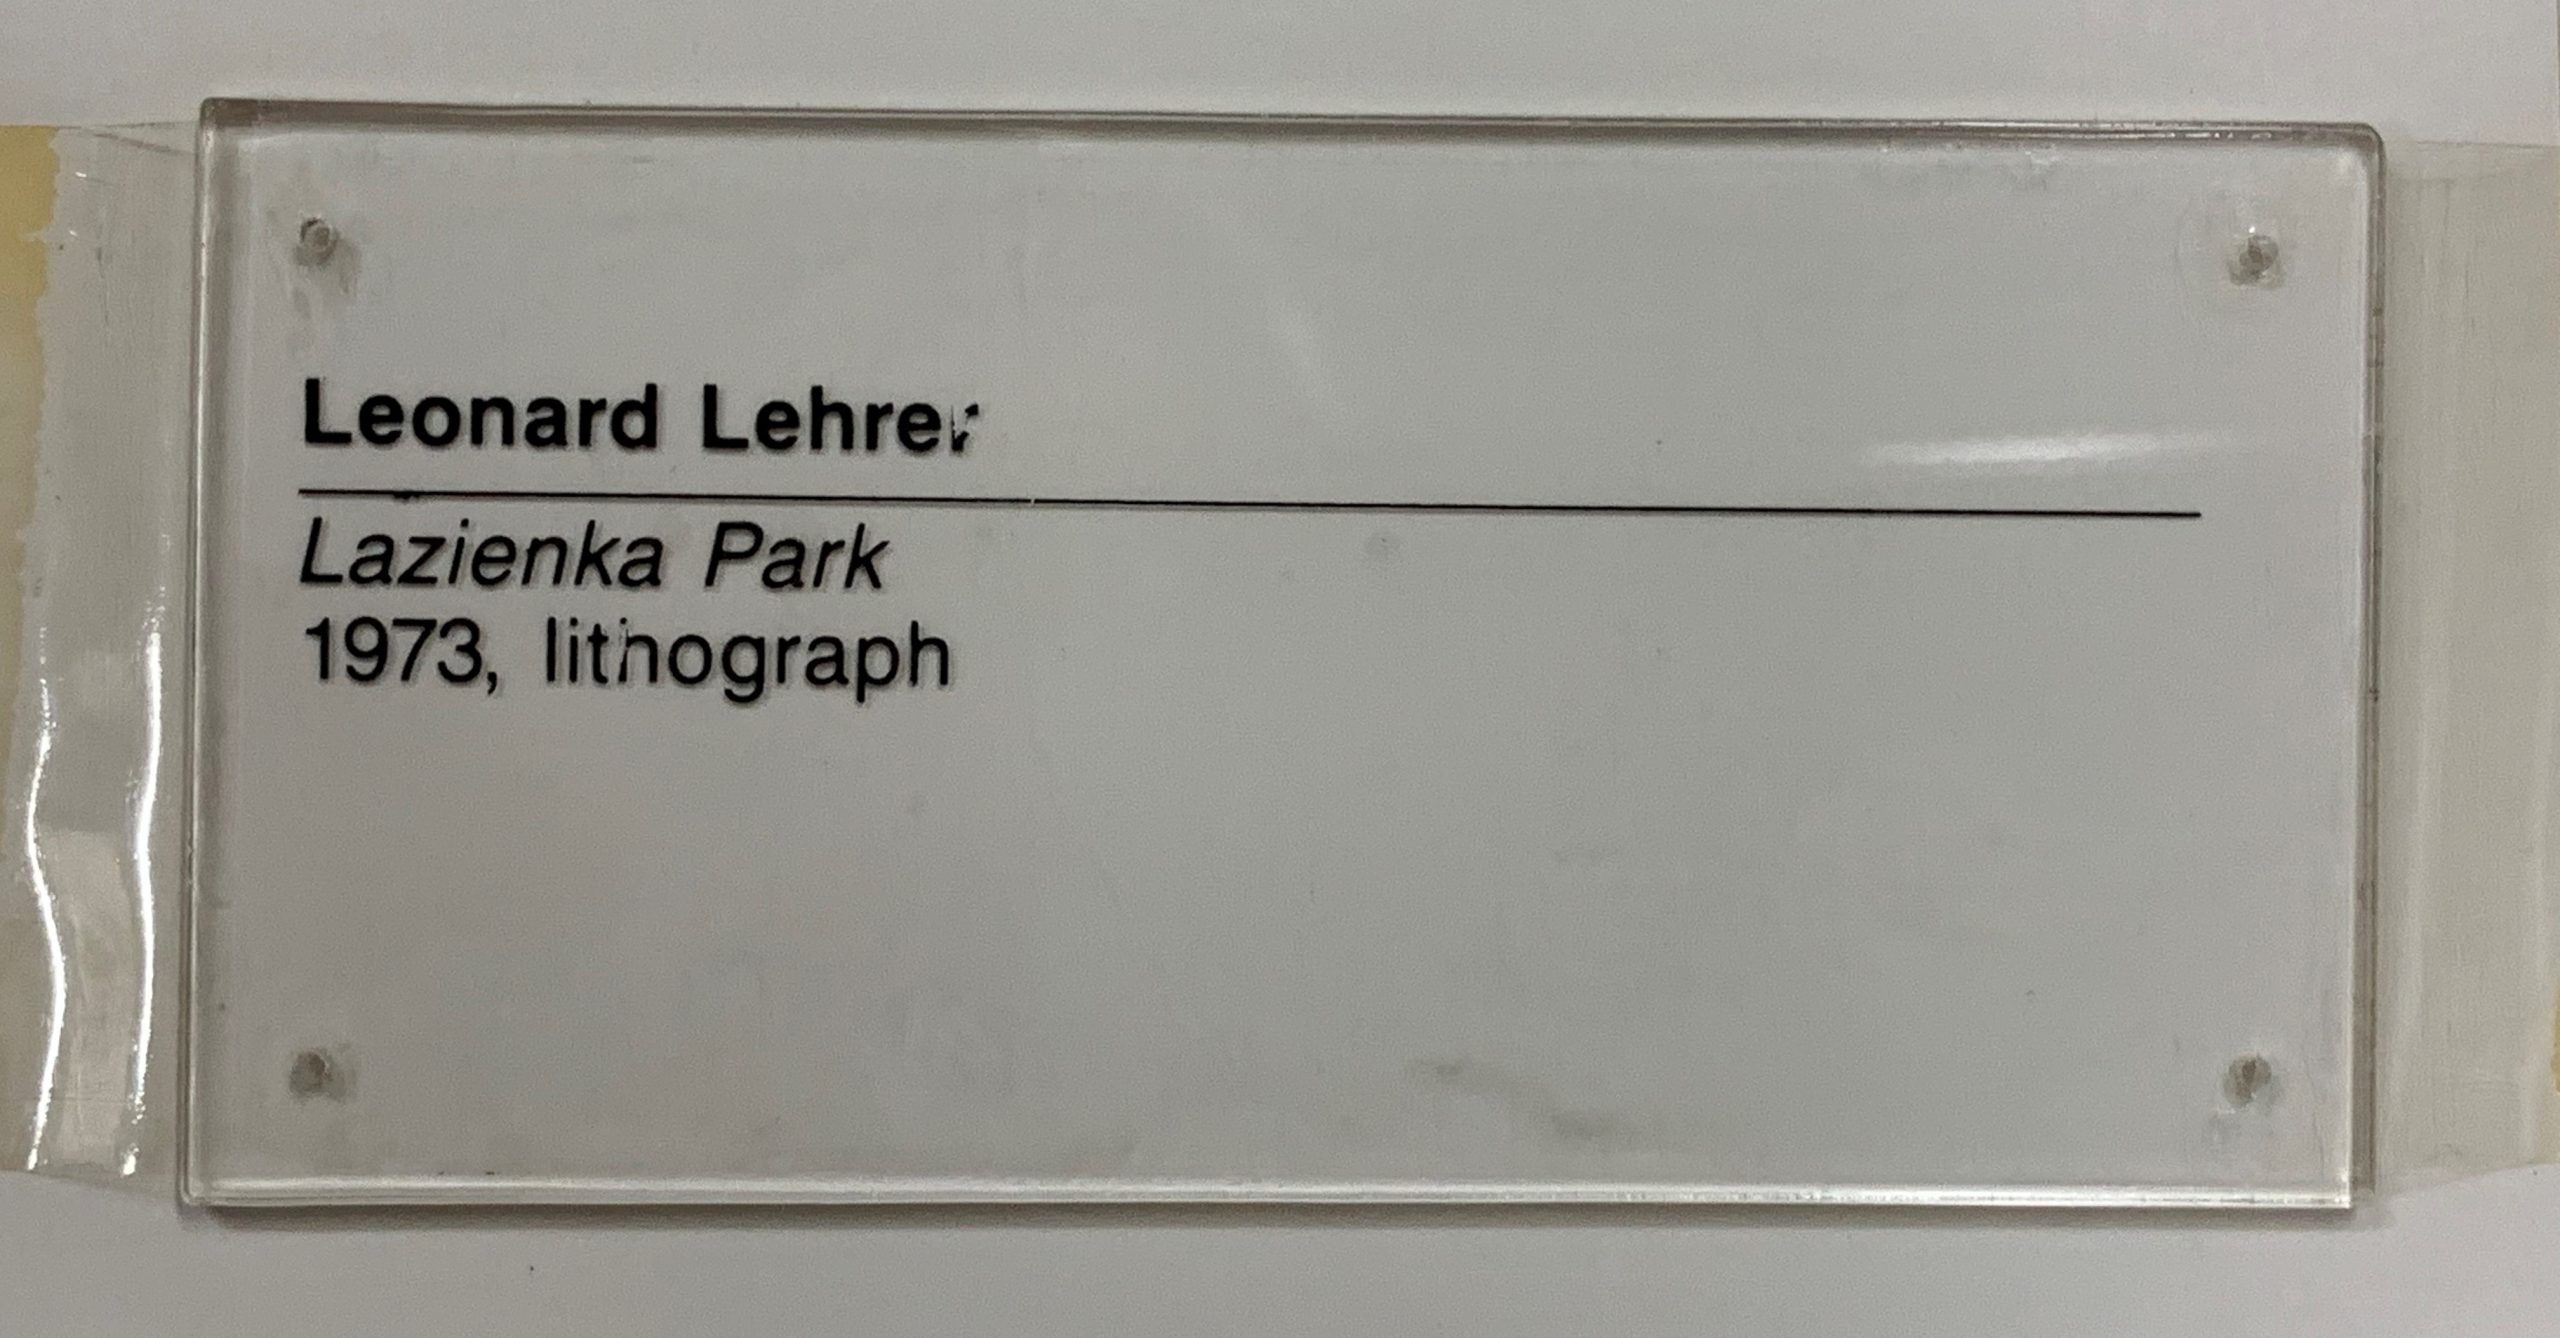 Leonard Lehrer
Lazienka Park
1973, lithograph